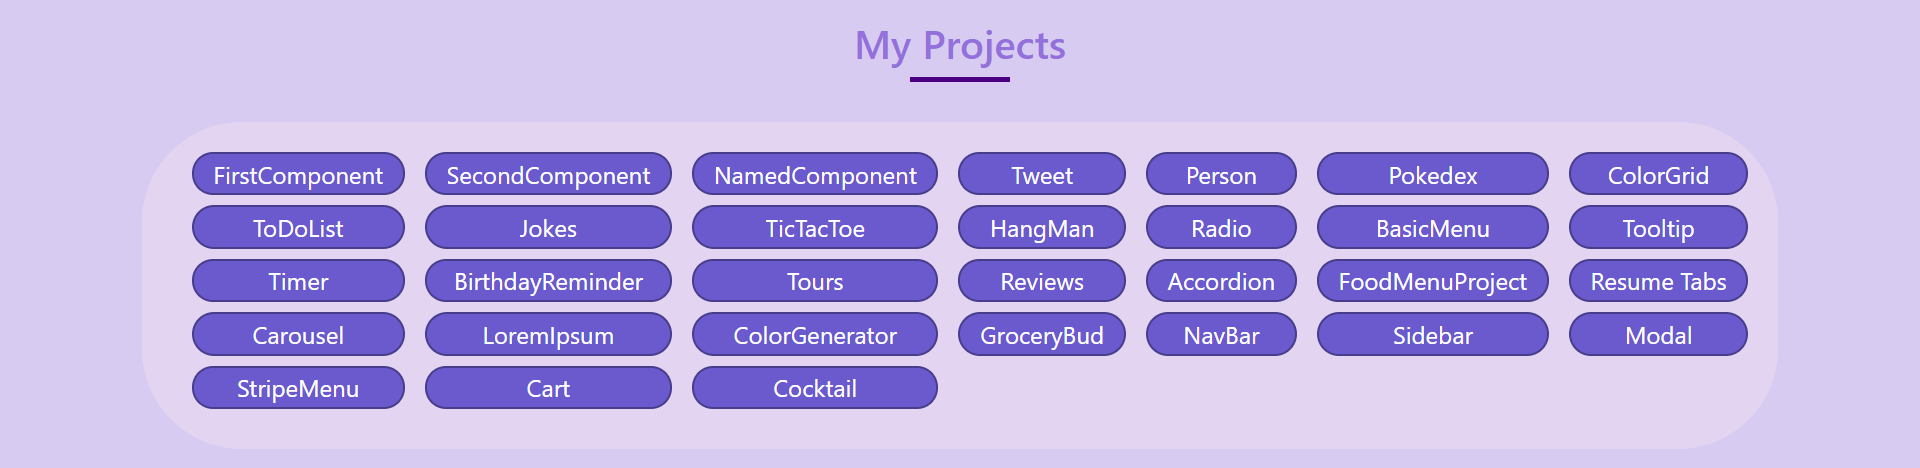 My Projects
FirstComponent SecondComponent NamedComponent Tweet Person Pokedex ColorGrid
ToDoList Jokes TicTacToe HangMan Radio BasicMenu Tooltip
Timer BirthdayReminder Tours Reviews Accordion FoodMenuProject Resume Tabs
Carousel LoremIpsum ColorGenerator GroceryBud NavBar Sidebar Modal
StripeMenu Cart Cocktail